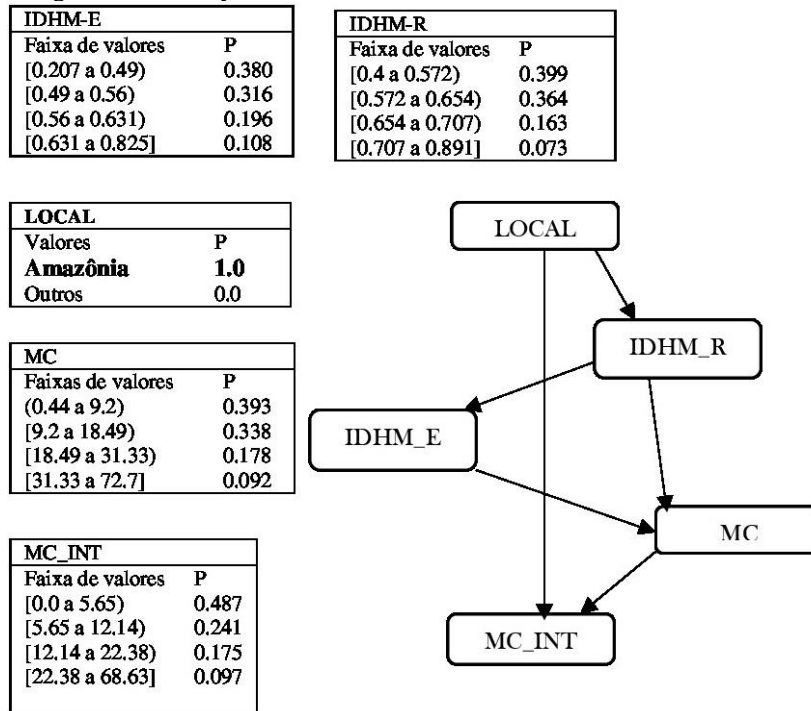 IDHM-E
Faixa de valores P
[0.207 a 0.49) 0.380
[0.49 a 0.56) 0.316
[0.56 a 0.631) 0.196
[0.631 a 0.825] 0.108
IDHM-R
Faixa de valores P
[0.4 a 0.572) 0.399
[0.572 a 0.654) 0.364
[0.654 a 0.707) 0.163
[0.707 a 0.891] 0.073
LOCAL
Valores P
Amazônia 1.0
Outros 0.0
MC
Faixas de valores P
(0.44 a 9.2) 0.393
[9.2 a 18.49) 0.338
[18.49 a 31.33) 0.178
[31.33 a 72.7] 0.092
MC_INT
Faixa de valores P
[0.0 a 5.65) 0.487
[5.65 a 12.14) 0.241
[12.14 a 22.38) 0.175
[22.38 a 68.63] 0.097
LOCAL
IDHM_R
IDHM_E
MC
MC_INT